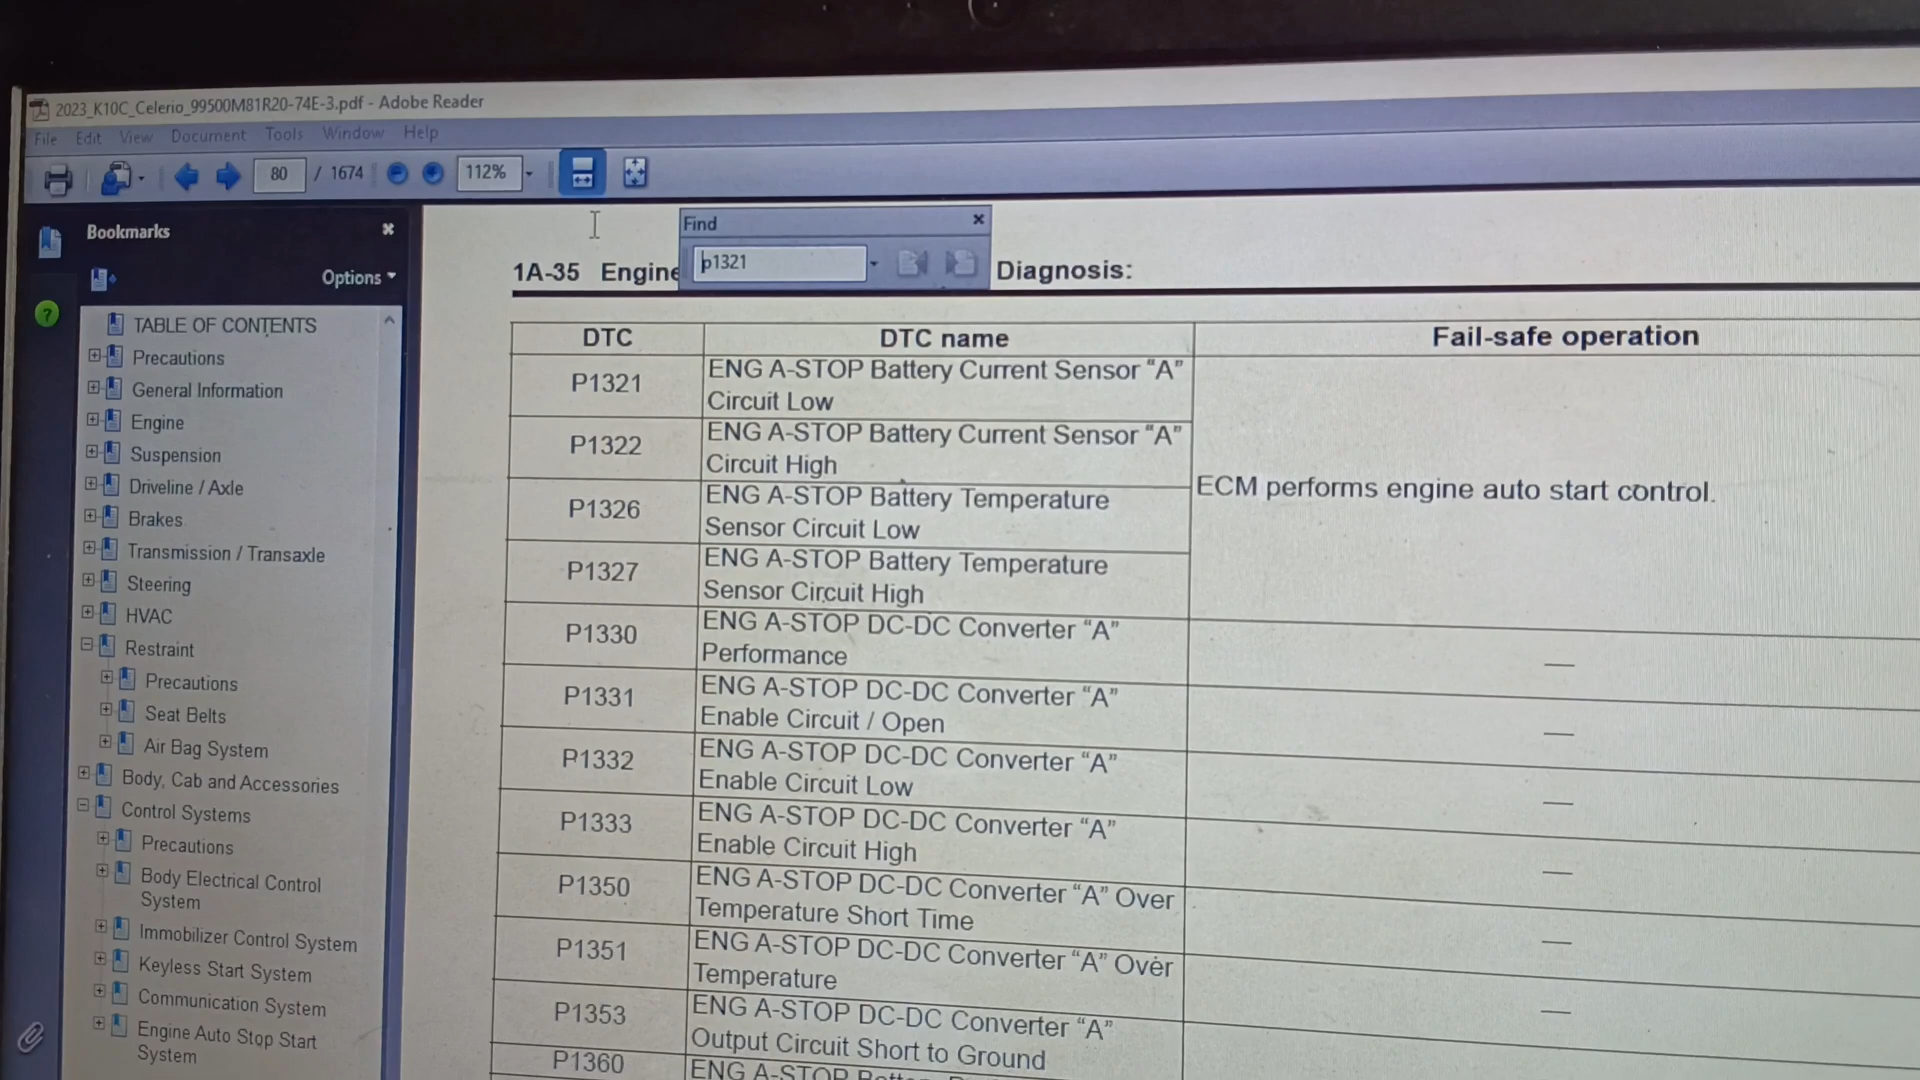 2023_K10C_Celerio_99500M81R20-74E-3.pdf - Adobe Reader
File Edit View Document Tools Window Help
80 / 1674 112%
Bookmarks
Options
TABLE OF CONTENTS
Precautions
General Information
Engine
Suspension
Driveline / Axle
Brakes
Transmission / Transaxle
Steering
HVAC
Restraint
Precautions
Seat Belts
Air Bag System
Body, Cab and Accessories
Control Systems
Precautions
Body Electrical Control
System
Immobilizer Control System
Keyless Start System
Communication System
Engine Auto Stop Start
System
Find
p1321
1A-35 Engine Diagnosis:
DTC DTC name Fail-safe operation
P1321 ENG A-STOP Battery Current Sensor “A”
Circuit Low
P1322 ENG A-STOP Battery Current Sensor “A”
Circuit High
ECM performs engine auto start control.
P1326 ENG A-STOP Battery Temperature
Sensor Circuit Low
P1327 ENG A-STOP Battery Temperature
Sensor Circuit High
P1330 ENG A-STOP DC-DC Converter “A”
Performance —
P1331 ENG A-STOP DC-DC Converter “A”
Enable Circuit / Open —
P1332 ENG A-STOP DC-DC Converter “A”
Enable Circuit Low —
P1333 ENG A-STOP DC-DC Converter “A”
Enable Circuit High —
P1350 ENG A-STOP DC-DC Converter “A” Over
Temperature Short Time —
P1351 ENG A-STOP DC-DC Converter “A” Over
Temperature —
P1353 ENG A-STOP DC-DC Converter “A”
Output Circuit Short to Ground
P1360 ENG A-STOP